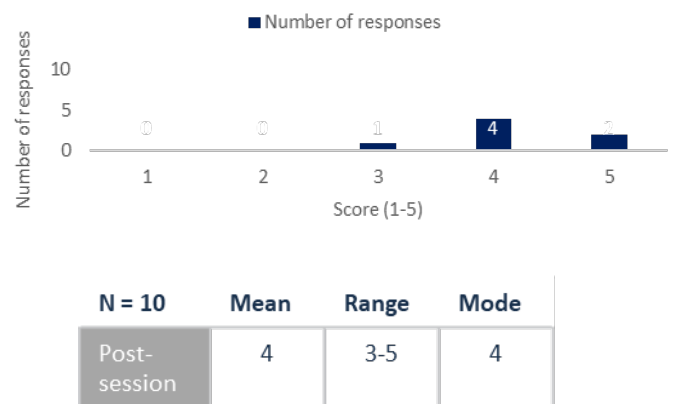 Number of responses
Number of responses
10
5
0
0 0 1 4 2
1 2 3 4 5
Score (1-5)
N = 10 Mean Range Mode
Post- 4 3-5 4
session